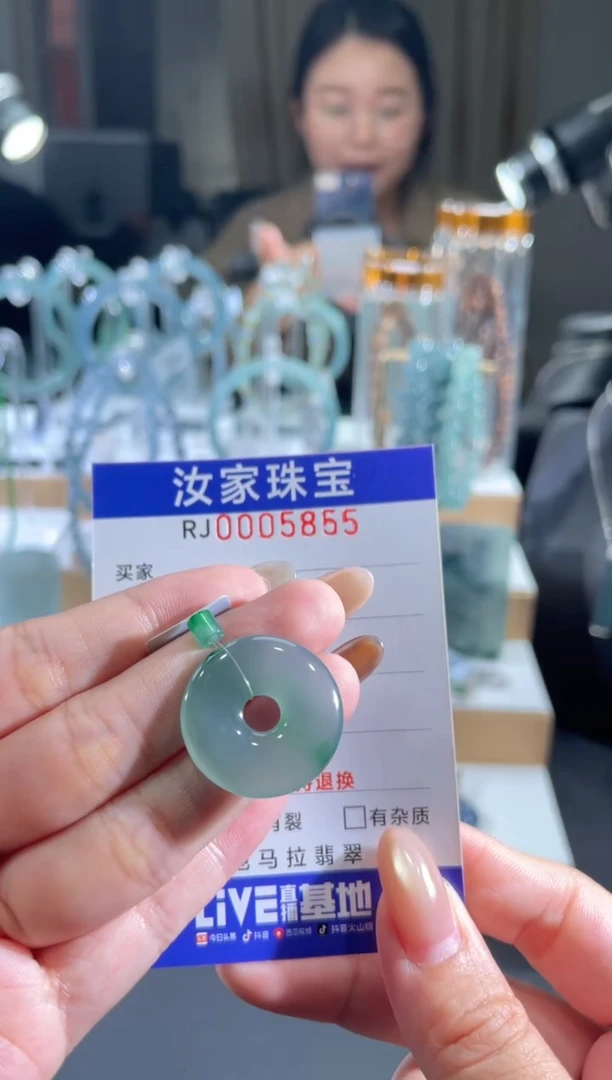 汝家珠宝
RJ0005855
买家
退换
有裂 有杂质
马拉翡翠
LiVE直播基地
今日头条 抖音 西瓜视频 抖音火山版